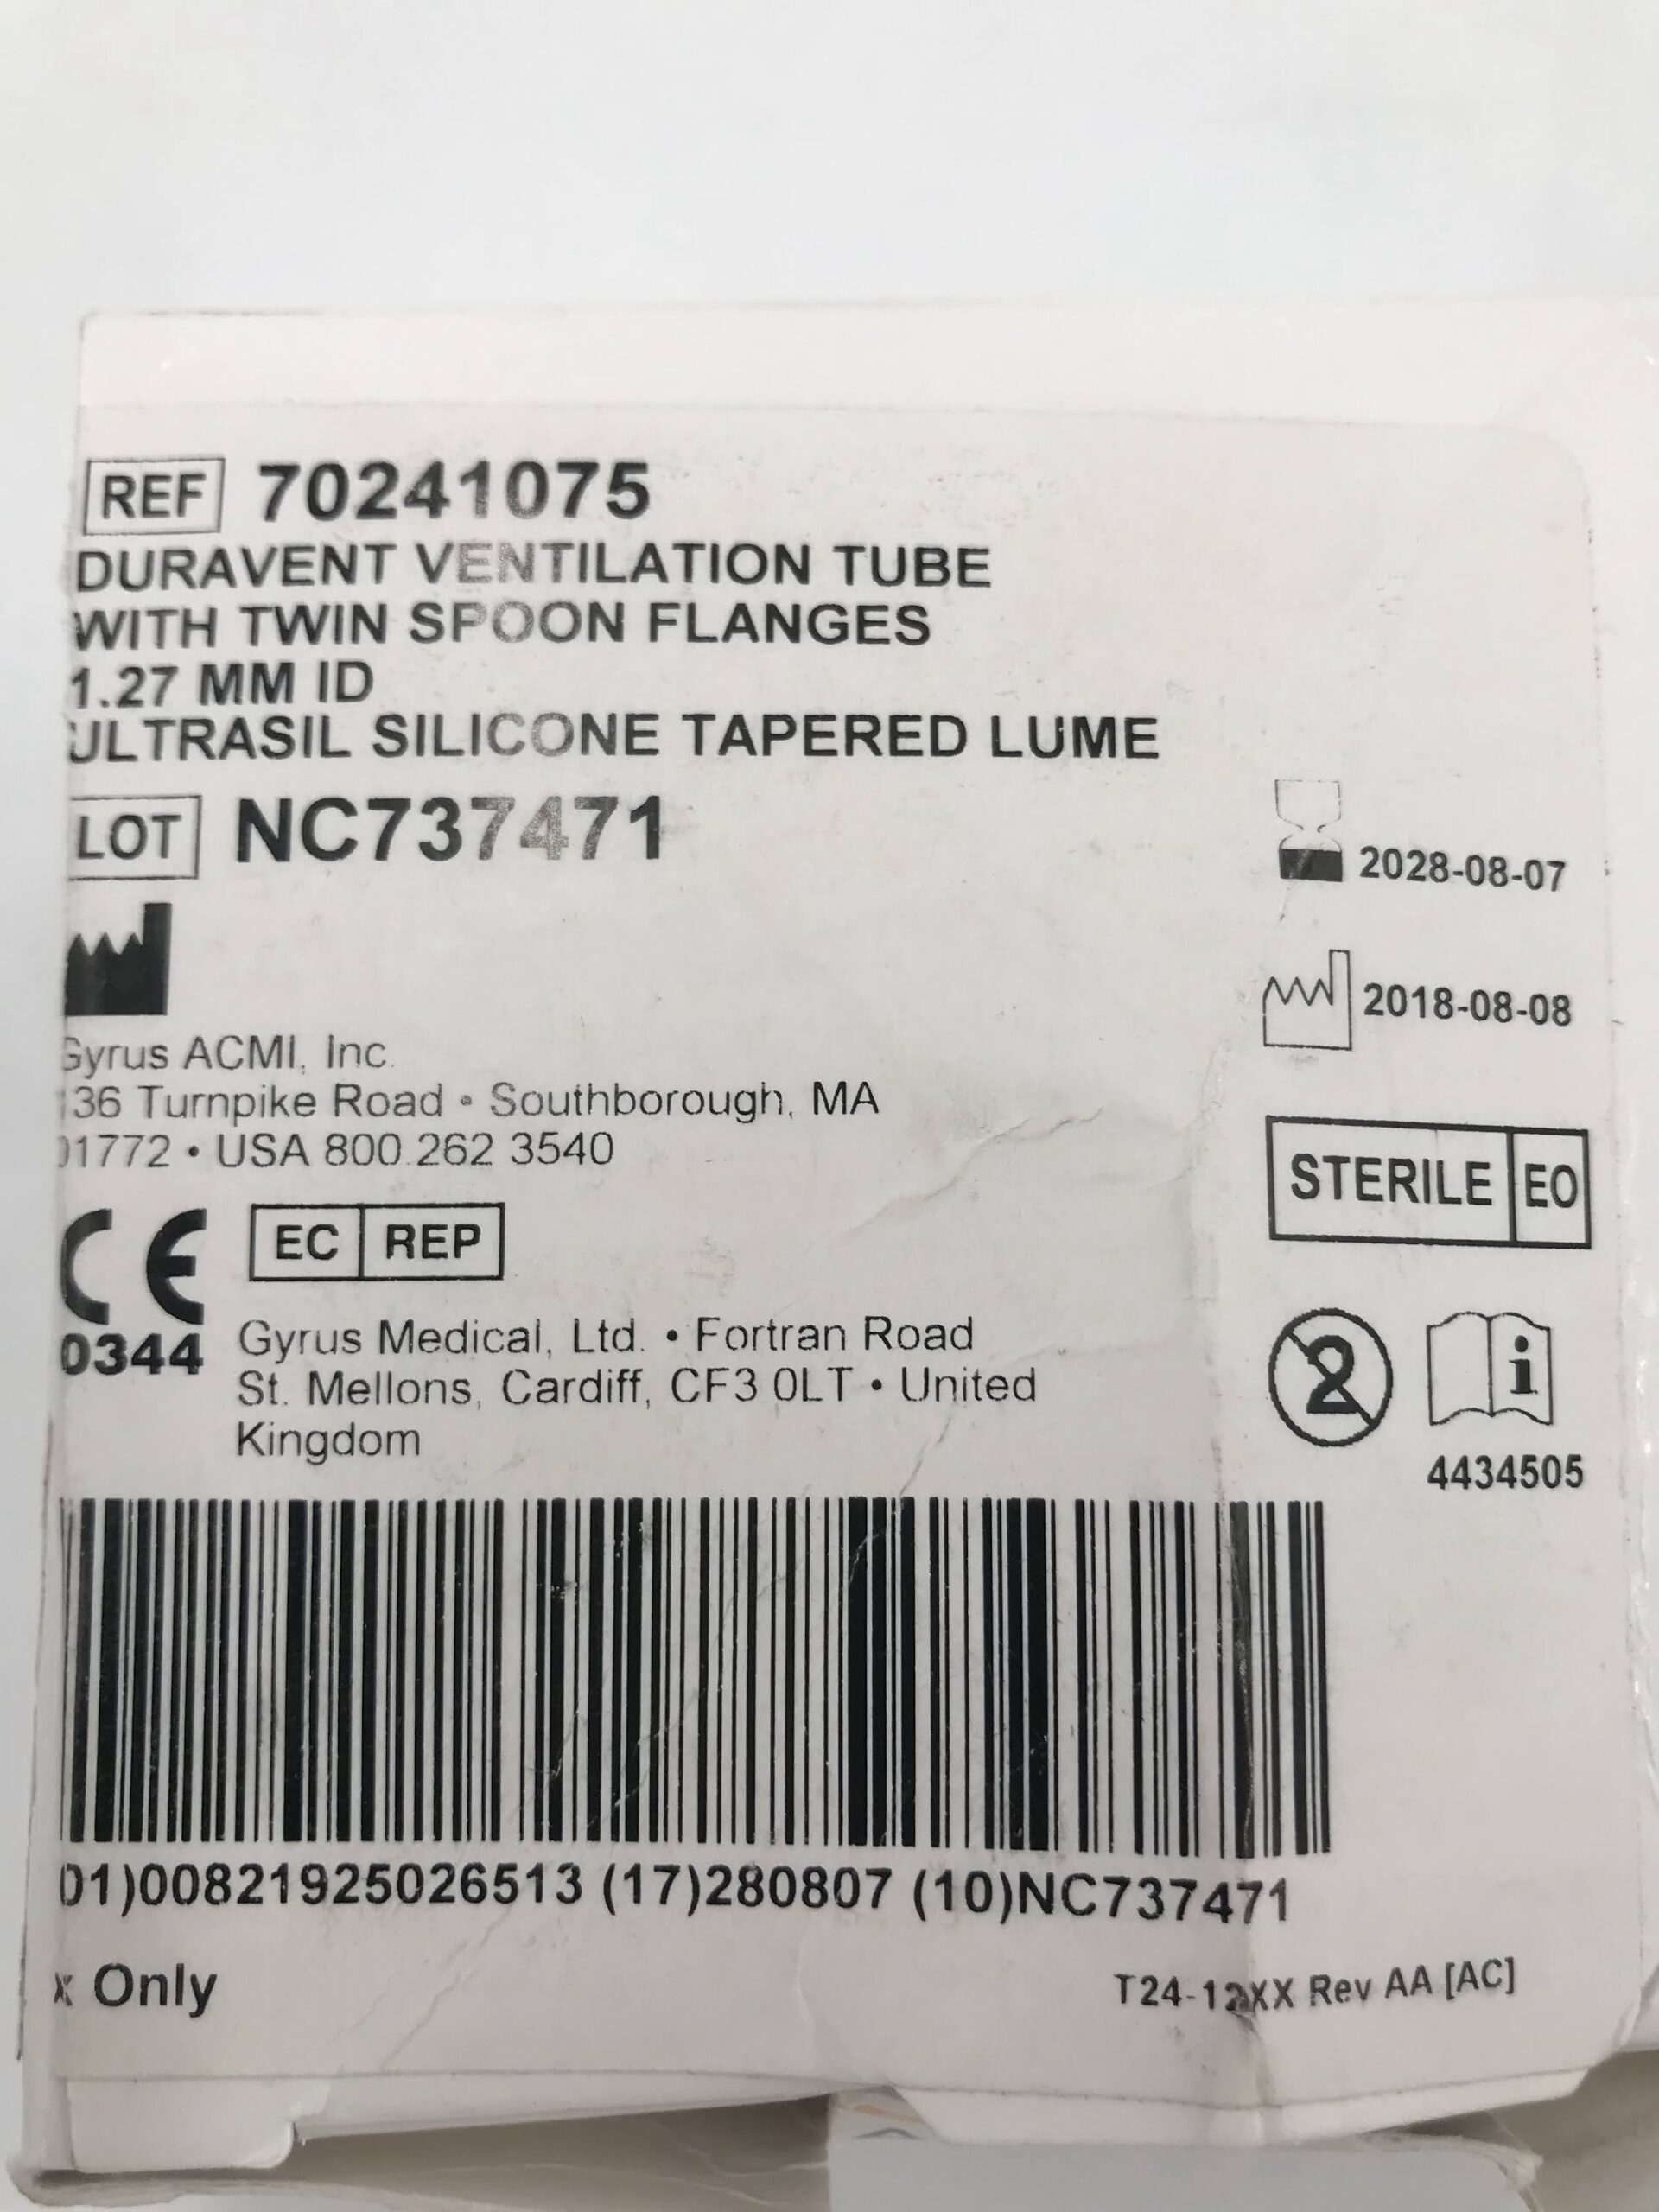 REF 70241075
DURAVENT VENTILATION TUBE
WITH TWIN SPOON FLANGES
1.27 MM ID
ULTRASIL SILICONE TAPERED LUME
LOT NC737471
2028-08-07
2018-08-08
Gyrus ACMI, Inc.
136 Turnpike Road • Southborough, MA
01772 • USA 800 262 3540
STERILE EO
CE EC REP
0344
Gyrus Medical, Ltd. • Fortran Road
St. Mellons, Cardiff, CF3 0LT • United
Kingdom
2
i
4434505
01)00821925026513 (17)280807 (10)NC737471
x Only
T24-12XX Rev AA [AC]